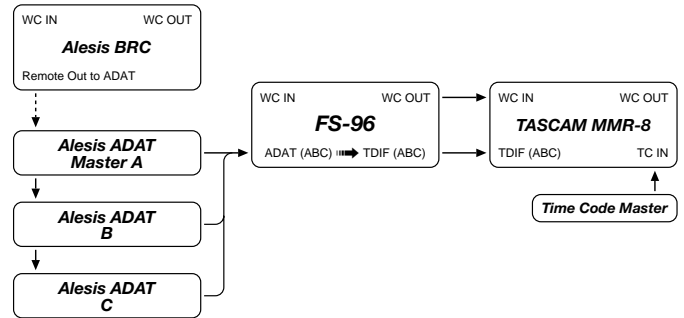 WC IN WC OUT
Alesis BRC
Remote Out to ADAT
Alesis ADAT
Master A
Alesis ADAT
B
Alesis ADAT
C
WC IN WC OUT
FS-96
ADAT (ABC) TDIF (ABC)
WC IN WC OUT
TASCAM MMR-8
TDIF (ABC) TC IN
Time Code Master